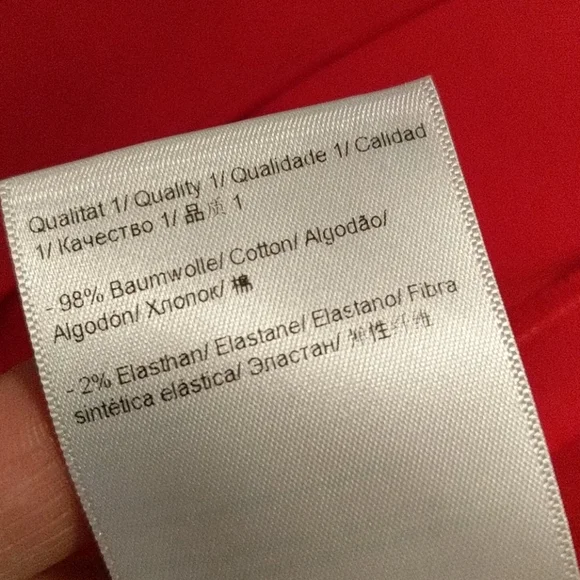 Qualität 1/ Quality 1/ Qualidade 1/ Calidad
1/ Качество 1/ 品质 1
- 98% Baumwolle/ Cotton/ Algodão/
Algodón/ Хлопок/ 棉
- 2% Elasthan/ Elastane/ Elastano/ Fibra
sintética elástica/ Эластан/ 弹性纤维